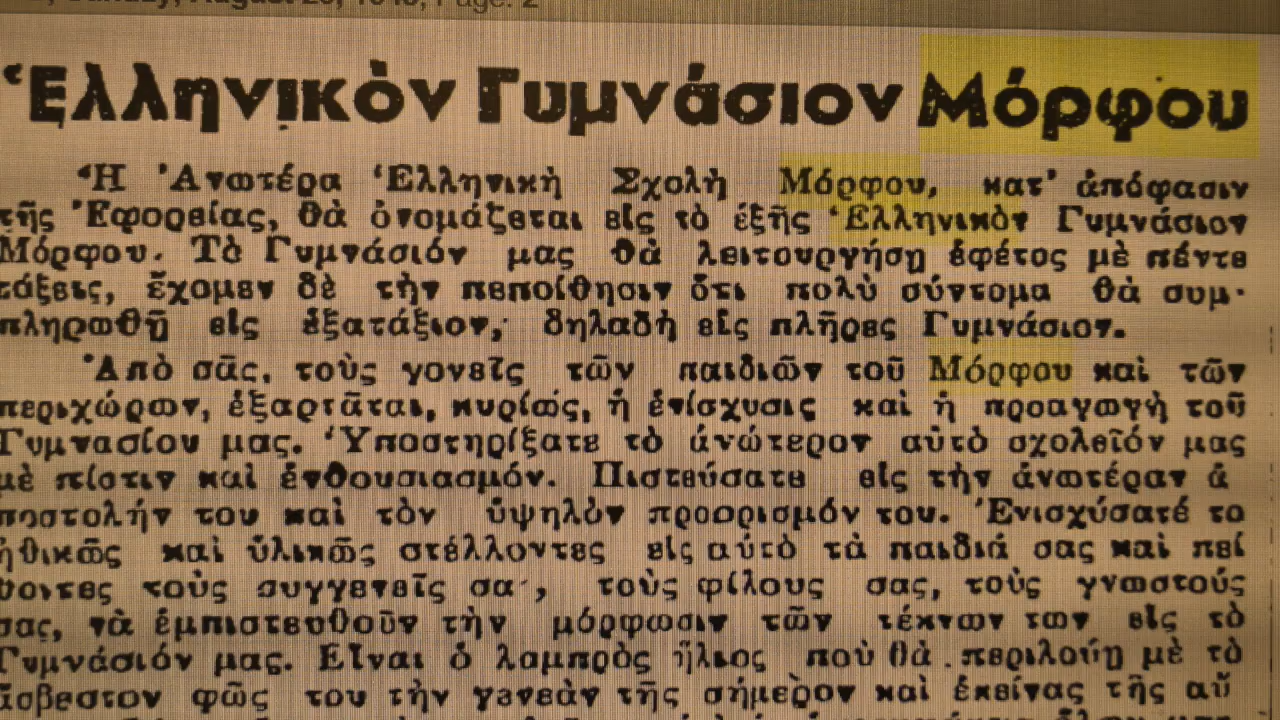 Ἑλληνικὸν Γυμνάσιον Μόρφου
Ἡ Ἀνωτέρα Ἑλληνικὴ Σχολὴ Μόρφου, κατ' ἀπόφασιν
τῆς Ἐφορείας, θὰ ὀνομάζεται εἰς τὸ ἑξῆς Ἑλληνικὸν Γυμνάσιον
Μόρφου. Τὸ Γυμνάσιόν μας θὰ λειτουργήσῃ ἐφέτος μὲ πέντε
τάξεις, ἔχομεν δὲ τὴν πεποίθησιν ὅτι πολὺ σύντομα θὰ συμ-
πληρωθῇ εἰς ἑξατάξιον, δηλαδὴ εἰς πλῆρες Γυμνάσιον.
Ἀπὸ σᾶς, τοὺς γονεῖς τῶν παιδιῶν τοῦ Μόρφου καὶ τῶν
περιχώρων, ἐξαρτᾶται, κυρίως, ἡ ἐνίσχυσις καὶ ἡ προαγωγὴ τοῦ
Γυμνασίου μας. Ὑποστηρίξατε τὸ ἀνώτερον αὐτὸ σχολεῖόν μας
μὲ πίστιν καὶ ἐνθουσιασμόν. Πιστεύσατε εἰς τὴν ἀνωτέραν ἀ
ποστολήν του καὶ τὸν ὑψηλὸν προορισμόν του. Ἐνισχύσατέ το
ἠθικῶς καὶ ὑλικῶς στέλλοντες εἰς αὐτὸ τὰ παιδιά σας καὶ πεί
θοντες τοὺς συγγενεῖς σα, τοὺς φίλους σας, τοὺς γνωστούς
σας, νὰ ἐμπιστευθοῦν τὴν μόρφωσιν τῶν τέκνων των εἰς τὸ
Γυμνάσιόν μας. Εἶναι ὁ λαμπρὸς ἥλιος ποὺ θὰ περιλούῃ μὲ τὸ
ἄσβεστον φῶς του τὴν γενεὰν τῆς σήμερον καὶ ἐκείνας τῆς αὔ